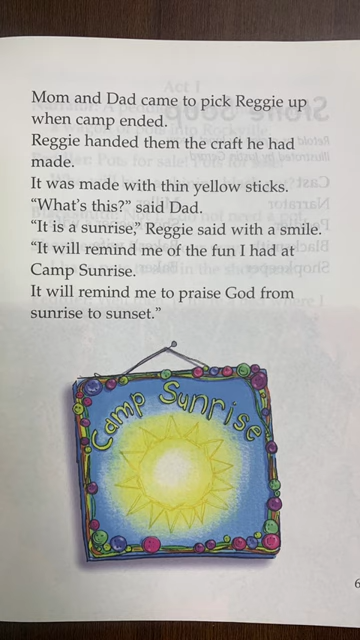 Mom and Dad came to pick Reggie up
when camp ended.
Reggie handed them the craft he had
made.
It was made with thin yellow sticks.
“What's this?” said Dad.
“It is a sunrise,” Reggie said with a smile.
“It will remind me of the fun I had at
Camp Sunrise.
It will remind me to praise God from
sunrise to sunset.”
Camp Sunrise